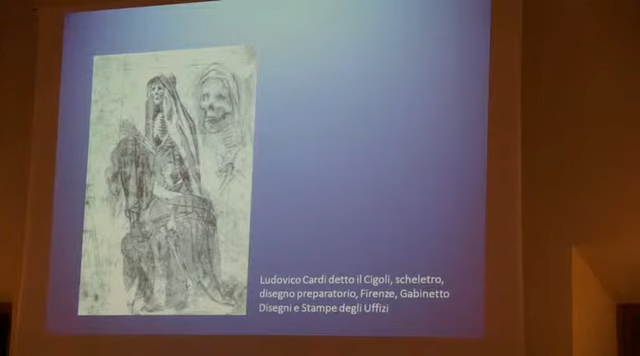 Ludovico Cardi detto il Cigoli, scheletro,
disegno preparatorio, Firenze, Gabinetto
Disegni e Stampe degli Uffizi